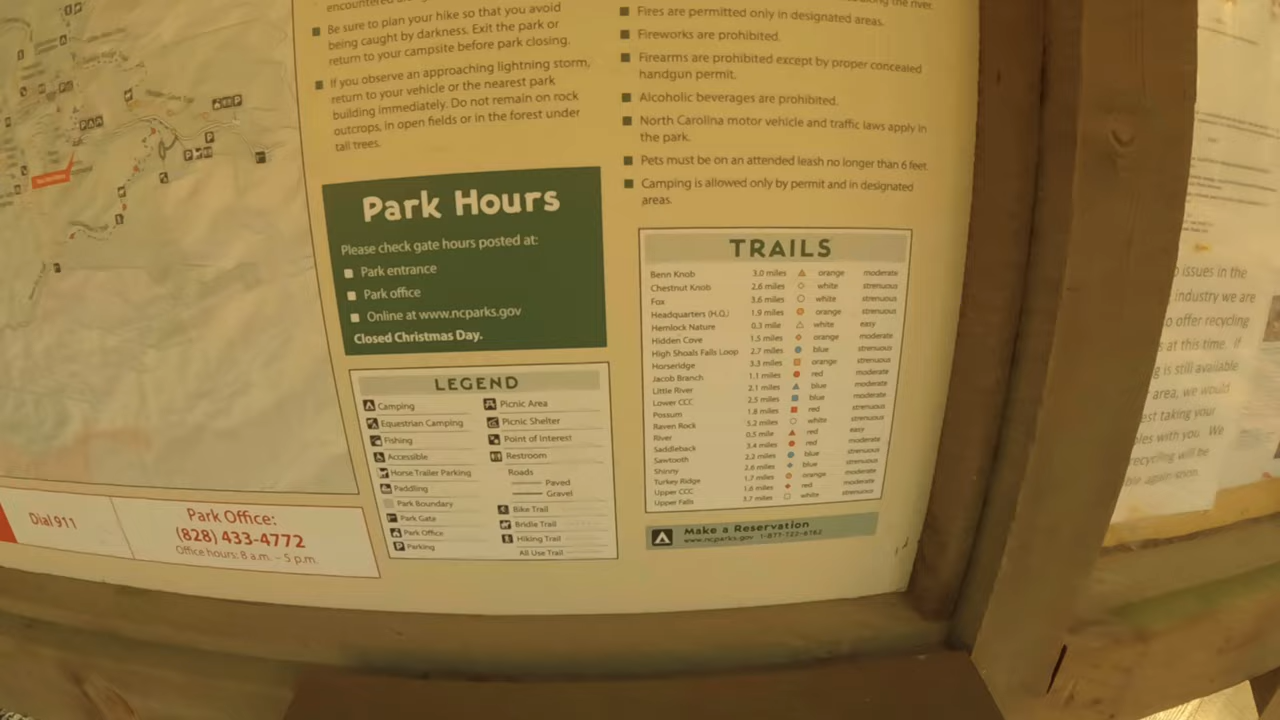 Be sure to plan your hike so that you avoid
being caught by darkness. Exit the park or
return to your campsite before park closing.
If you observe an approaching lightning storm,
return to your vehicle or the nearest park
building immediately. Do not remain on rock
outcrops, in open fields or in the forest under
tall trees.
Park Hours
Please check gate hours posted at:
Park entrance
Park office
Online at www.ncparks.gov
Closed Christmas Day.
LEGEND
Camping
Equestrian Camping
Fishing
Accessible
Horse Trailer Parking
Paddling
Park Boundary
Park Gate
Park Office
Parking
Picnic Area
Picnic Shelter
Point of Interest
Restroom
Roads
Paved
Gravel
Bike Trail
Bridle Trail
Hiking Trail
All Use Trail
Dial 911
Park Office:
(828) 433-4772
Office hours: 8 a.m. – 5 p.m.
along the river.
Fires are permitted only in designated areas.
Fireworks are prohibited.
Firearms are prohibited except by proper concealed
handgun permit.
Alcoholic beverages are prohibited.
North Carolina motor vehicle and traffic laws apply in
the park.
Pets must be on an attended leash no longer than 6 feet.
Camping is allowed only by permit and in designated
areas.
TRAILS
Benn Knob 3.0 miles orange moderate
Chestnut Knob 2.6 miles white strenuous
Fox 3.6 miles white strenuous
Headquarters (H.Q.) 1.9 miles orange strenuous
Hemlock Nature 0.3 mile white easy
Hidden Cove 1.5 miles orange moderate
High Shoals Falls Loop 2.7 miles blue strenuous
Horseridge 3.3 miles orange strenuous
Jacob Branch 1.1 miles red moderate
Little River 2.1 miles blue moderate
Lower CCC 2.5 miles blue moderate
Possum 1.8 miles red strenuous
Raven Rock 5.2 miles white strenuous
River 0.5 mile red easy
Saddleback 3.4 miles red moderate
Sawtooth 2.2 miles blue strenuous
Shinny 2.6 miles blue strenuous
Turkey Ridge 1.7 miles orange moderate
Upper CCC 1.6 miles red moderate
Upper Falls 3.7 miles white strenuous
Make a Reservation
www.ncparks.gov 1-877-722-6762
issues in the
industry we are
o offer recycling
s at this time. if
g is still available
area, we would
est taking your
les with you. We
recycling will be
ble again soon.